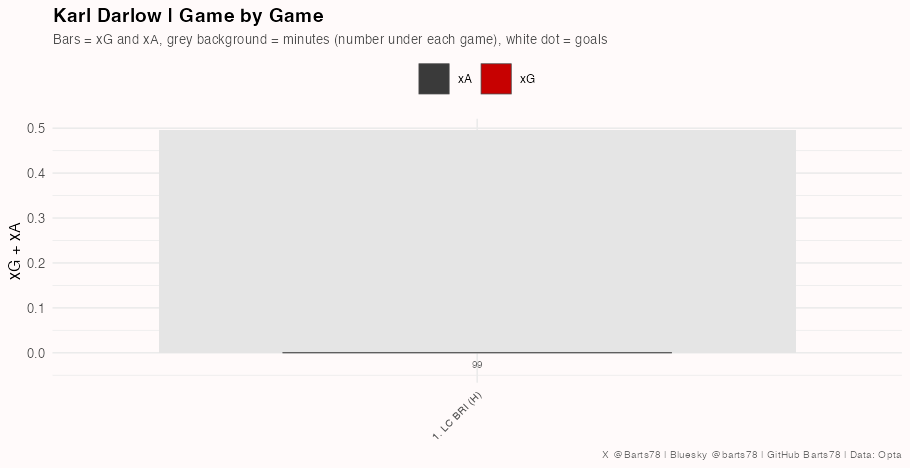 Karl Darlow | Game by Game
Bars = xG and xA, grey background = minutes (number under each game), white dot = goals
xA
xG
xG + xA
0.5
0.4
0.3
0.2
0.1
0.0
99
1. LC BRI (H)
X @Barts78 | Bluesky @barts78 | GitHub Barts78 | Data: Opta